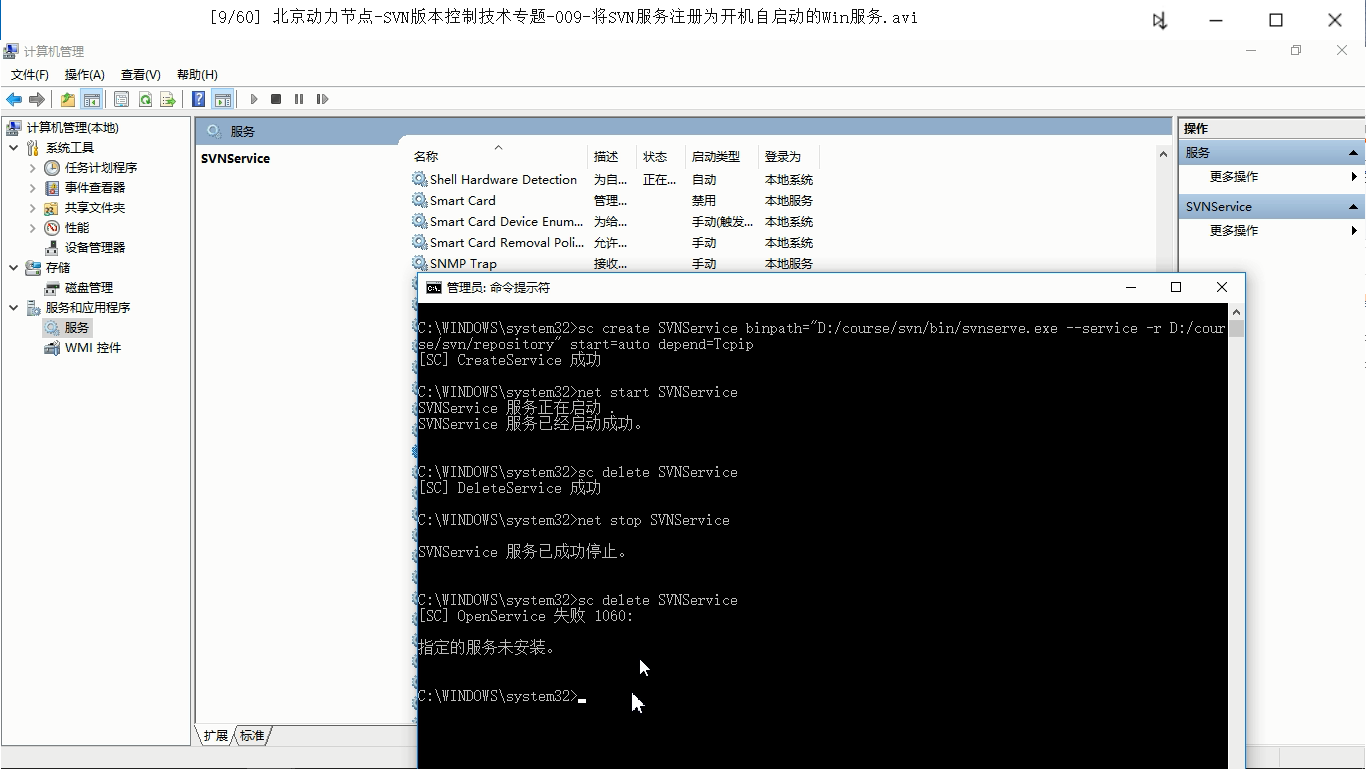 [9/60] 北京动力节点-SVN版本控制技术专题-009-将SVN服务注册为开机自启动的Win服务.avi
计算机管理
文件(F) 操作(A) 查看(V) 帮助(H)
计算机管理(本地)
系统工具
任务计划程序
事件查看器
共享文件夹
性能
设备管理器
存储
磁盘管理
服务和应用程序
服务
WMI 控件
服务
SVNService
名称 描述 状态 启动类型 登录为
Shell Hardware Detection 为自... 正在... 自动 本地系统
Smart Card 管理... 禁用 本地服务
Smart Card Device Enum... 为给... 手动(触发... 本地系统
Smart Card Removal Poli... 允许... 手动 本地系统
SNMP Trap 接收... 手动 本地服务
扩展 标准
操作
服务
更多操作
SVNService
更多操作
管理员: 命令提示符
C:\WINDOWS\system32>sc create SVNService binpath="D:/course/svn/bin/svnserve.exe --service -r D:/cour
se/svn/repository" start=auto depend=Tcpip
[SC] CreateService 成功
C:\WINDOWS\system32>net start SVNService
SVNService 服务正在启动 .
SVNService 服务已经启动成功。
C:\WINDOWS\system32>sc delete SVNService
[SC] DeleteService 成功
C:\WINDOWS\system32>net stop SVNService
SVNService 服务已成功停止。
C:\WINDOWS\system32>sc delete SVNService
[SC] OpenService 失败 1060:
指定的服务未安装。
C:\WINDOWS\system32>